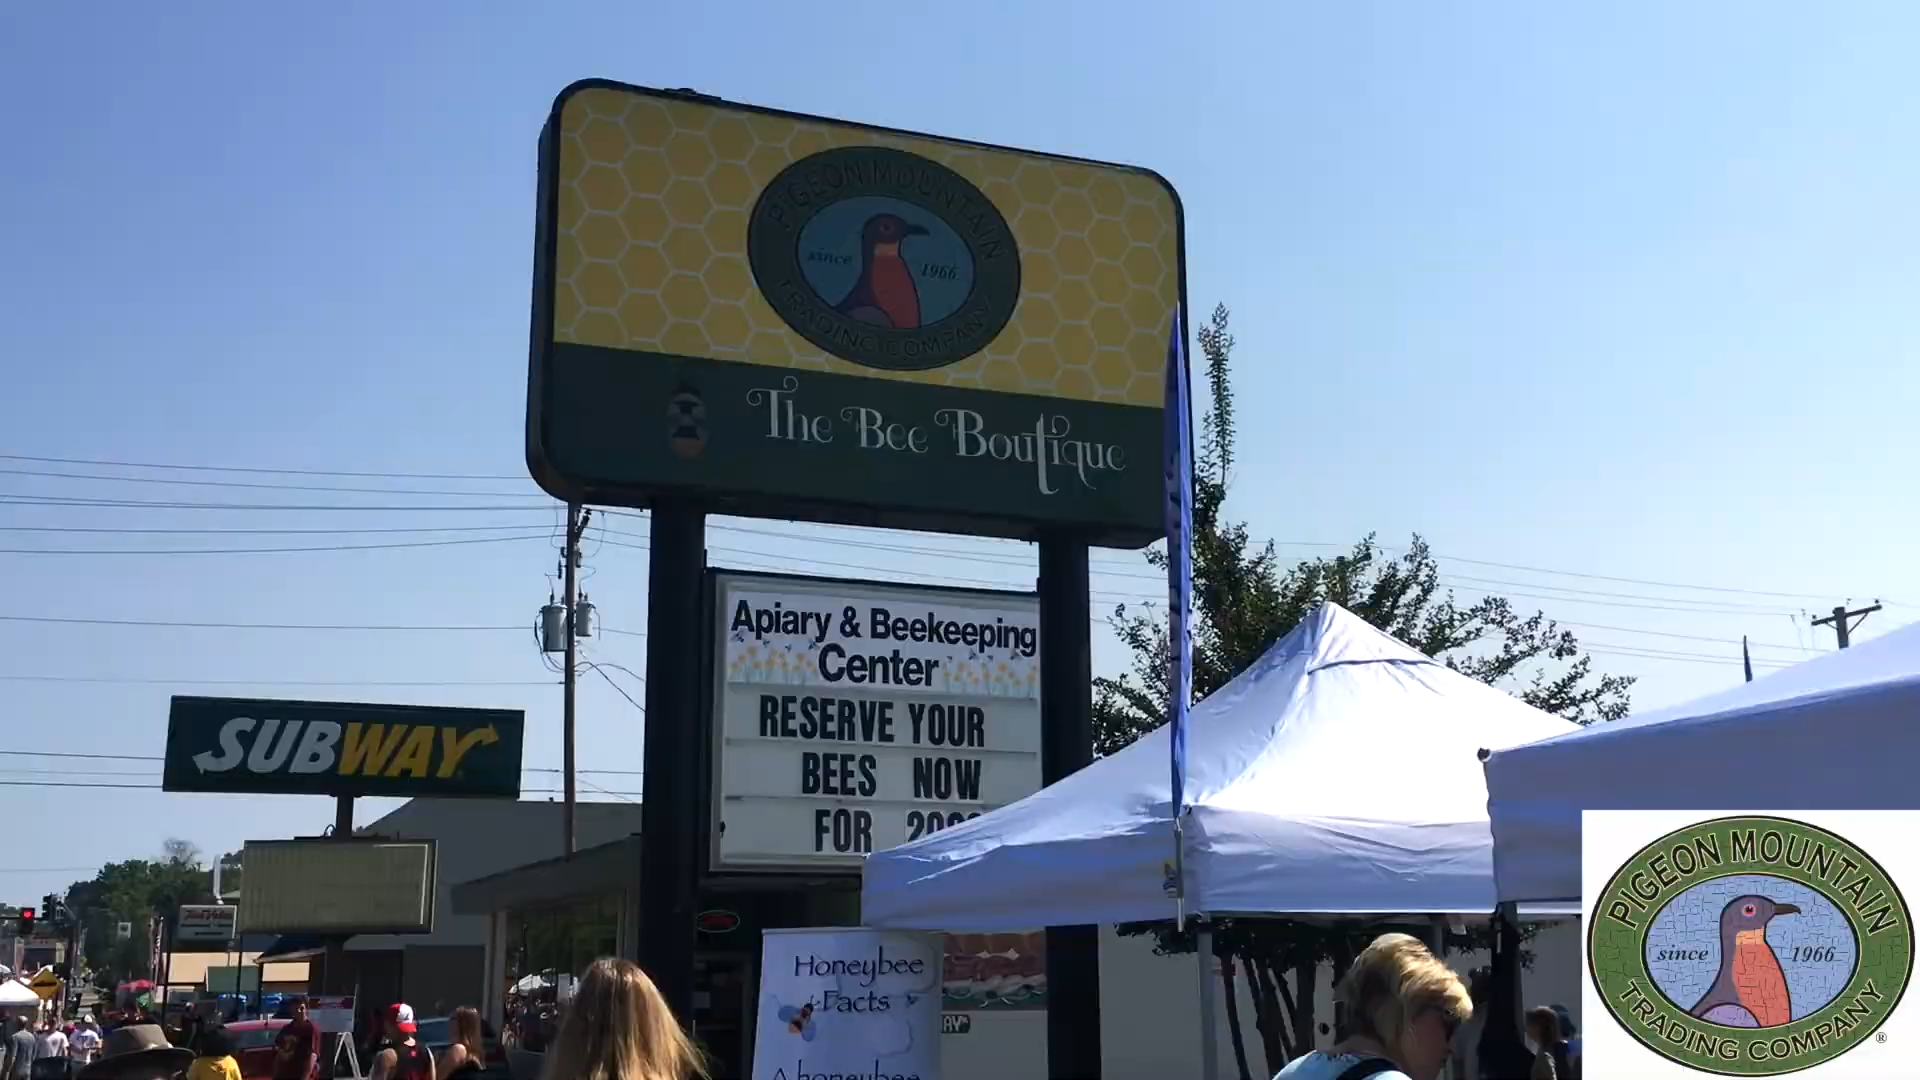 PIGEON MOUNTAIN
since 1966
TRADING COMPANY
The Bee Boutique
Apiary & Beekeeping
Center
RESERVE YOUR
BEES NOW
FOR
SUBWAY
Honeybee
Facts
A honeybee
PIGEON MOUNTAIN
since 1966
TRADING COMPANY
®